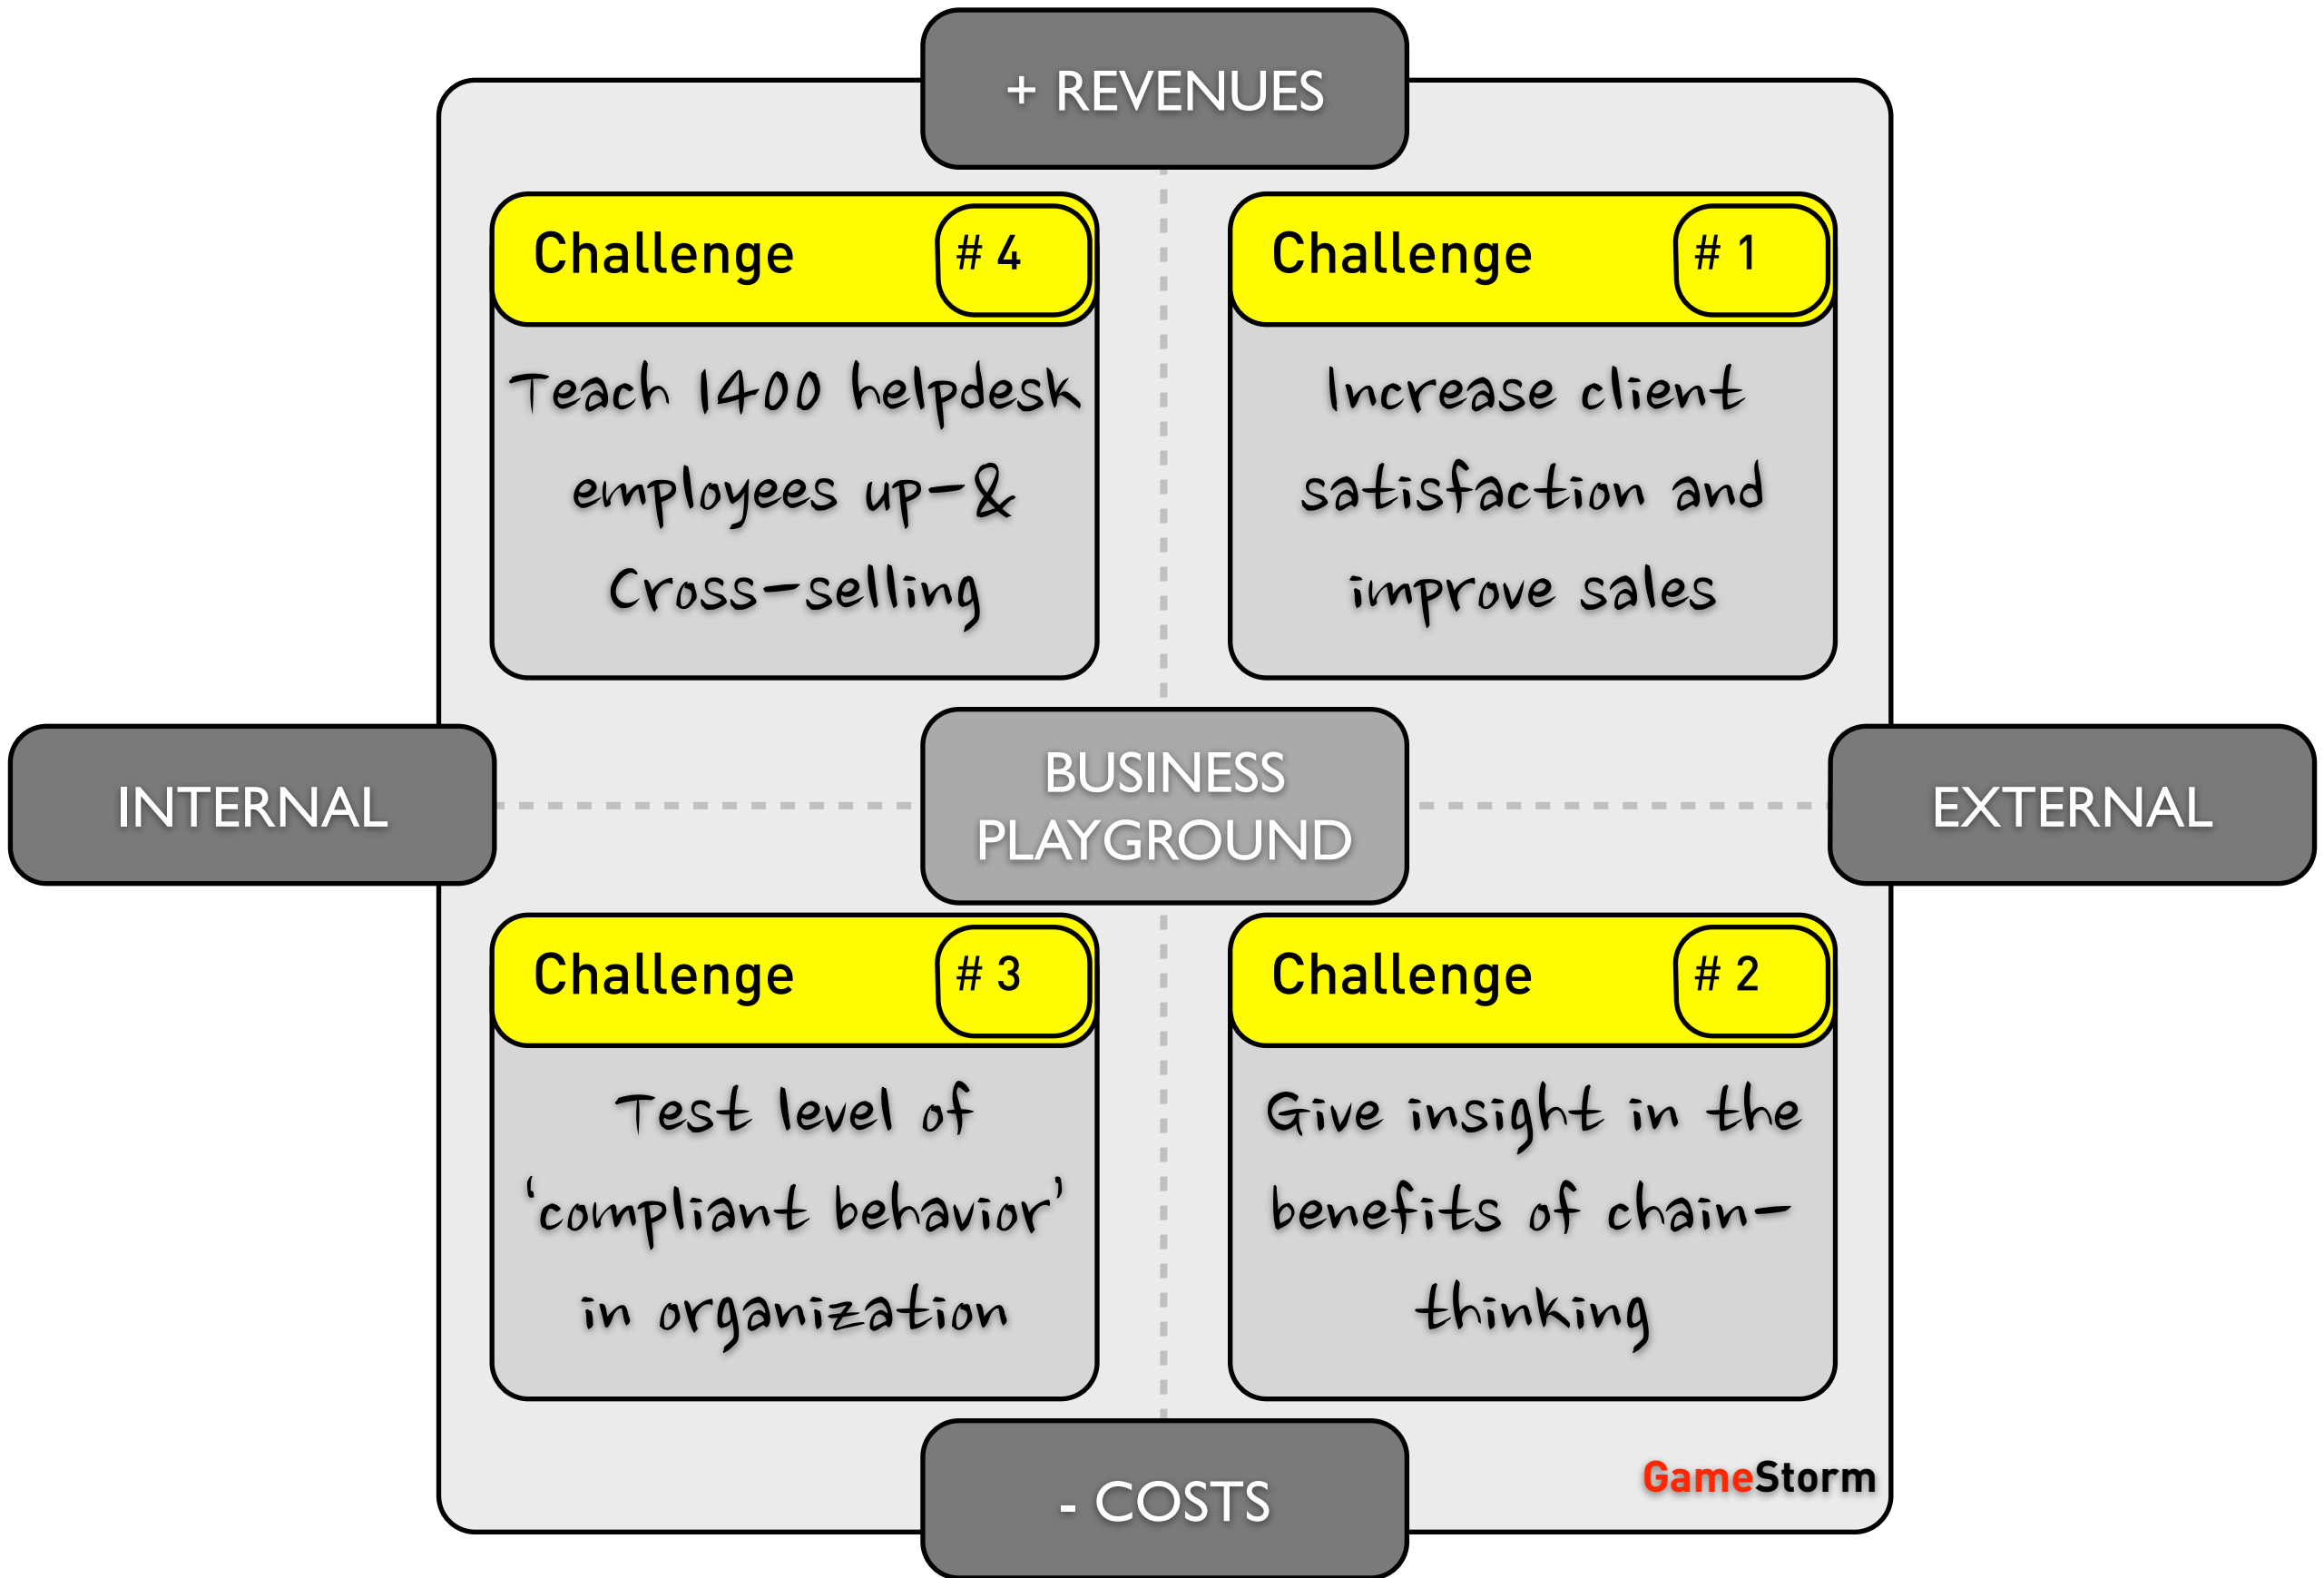 + REVENUES
Challenge # 4
Teach 1400 helpdesk
employees up-&
Cross-selling
Challenge # 1
Increase client
satisfaction and
improve sales
INTERNAL
BUSINESS
PLAYGROUND
EXTERNAL
Challenge # 3
Test level of
'compliant behavior'
in organization
Challenge # 2
Give insight in the
benefits of chain-
thinking
- COSTS
GameStorm